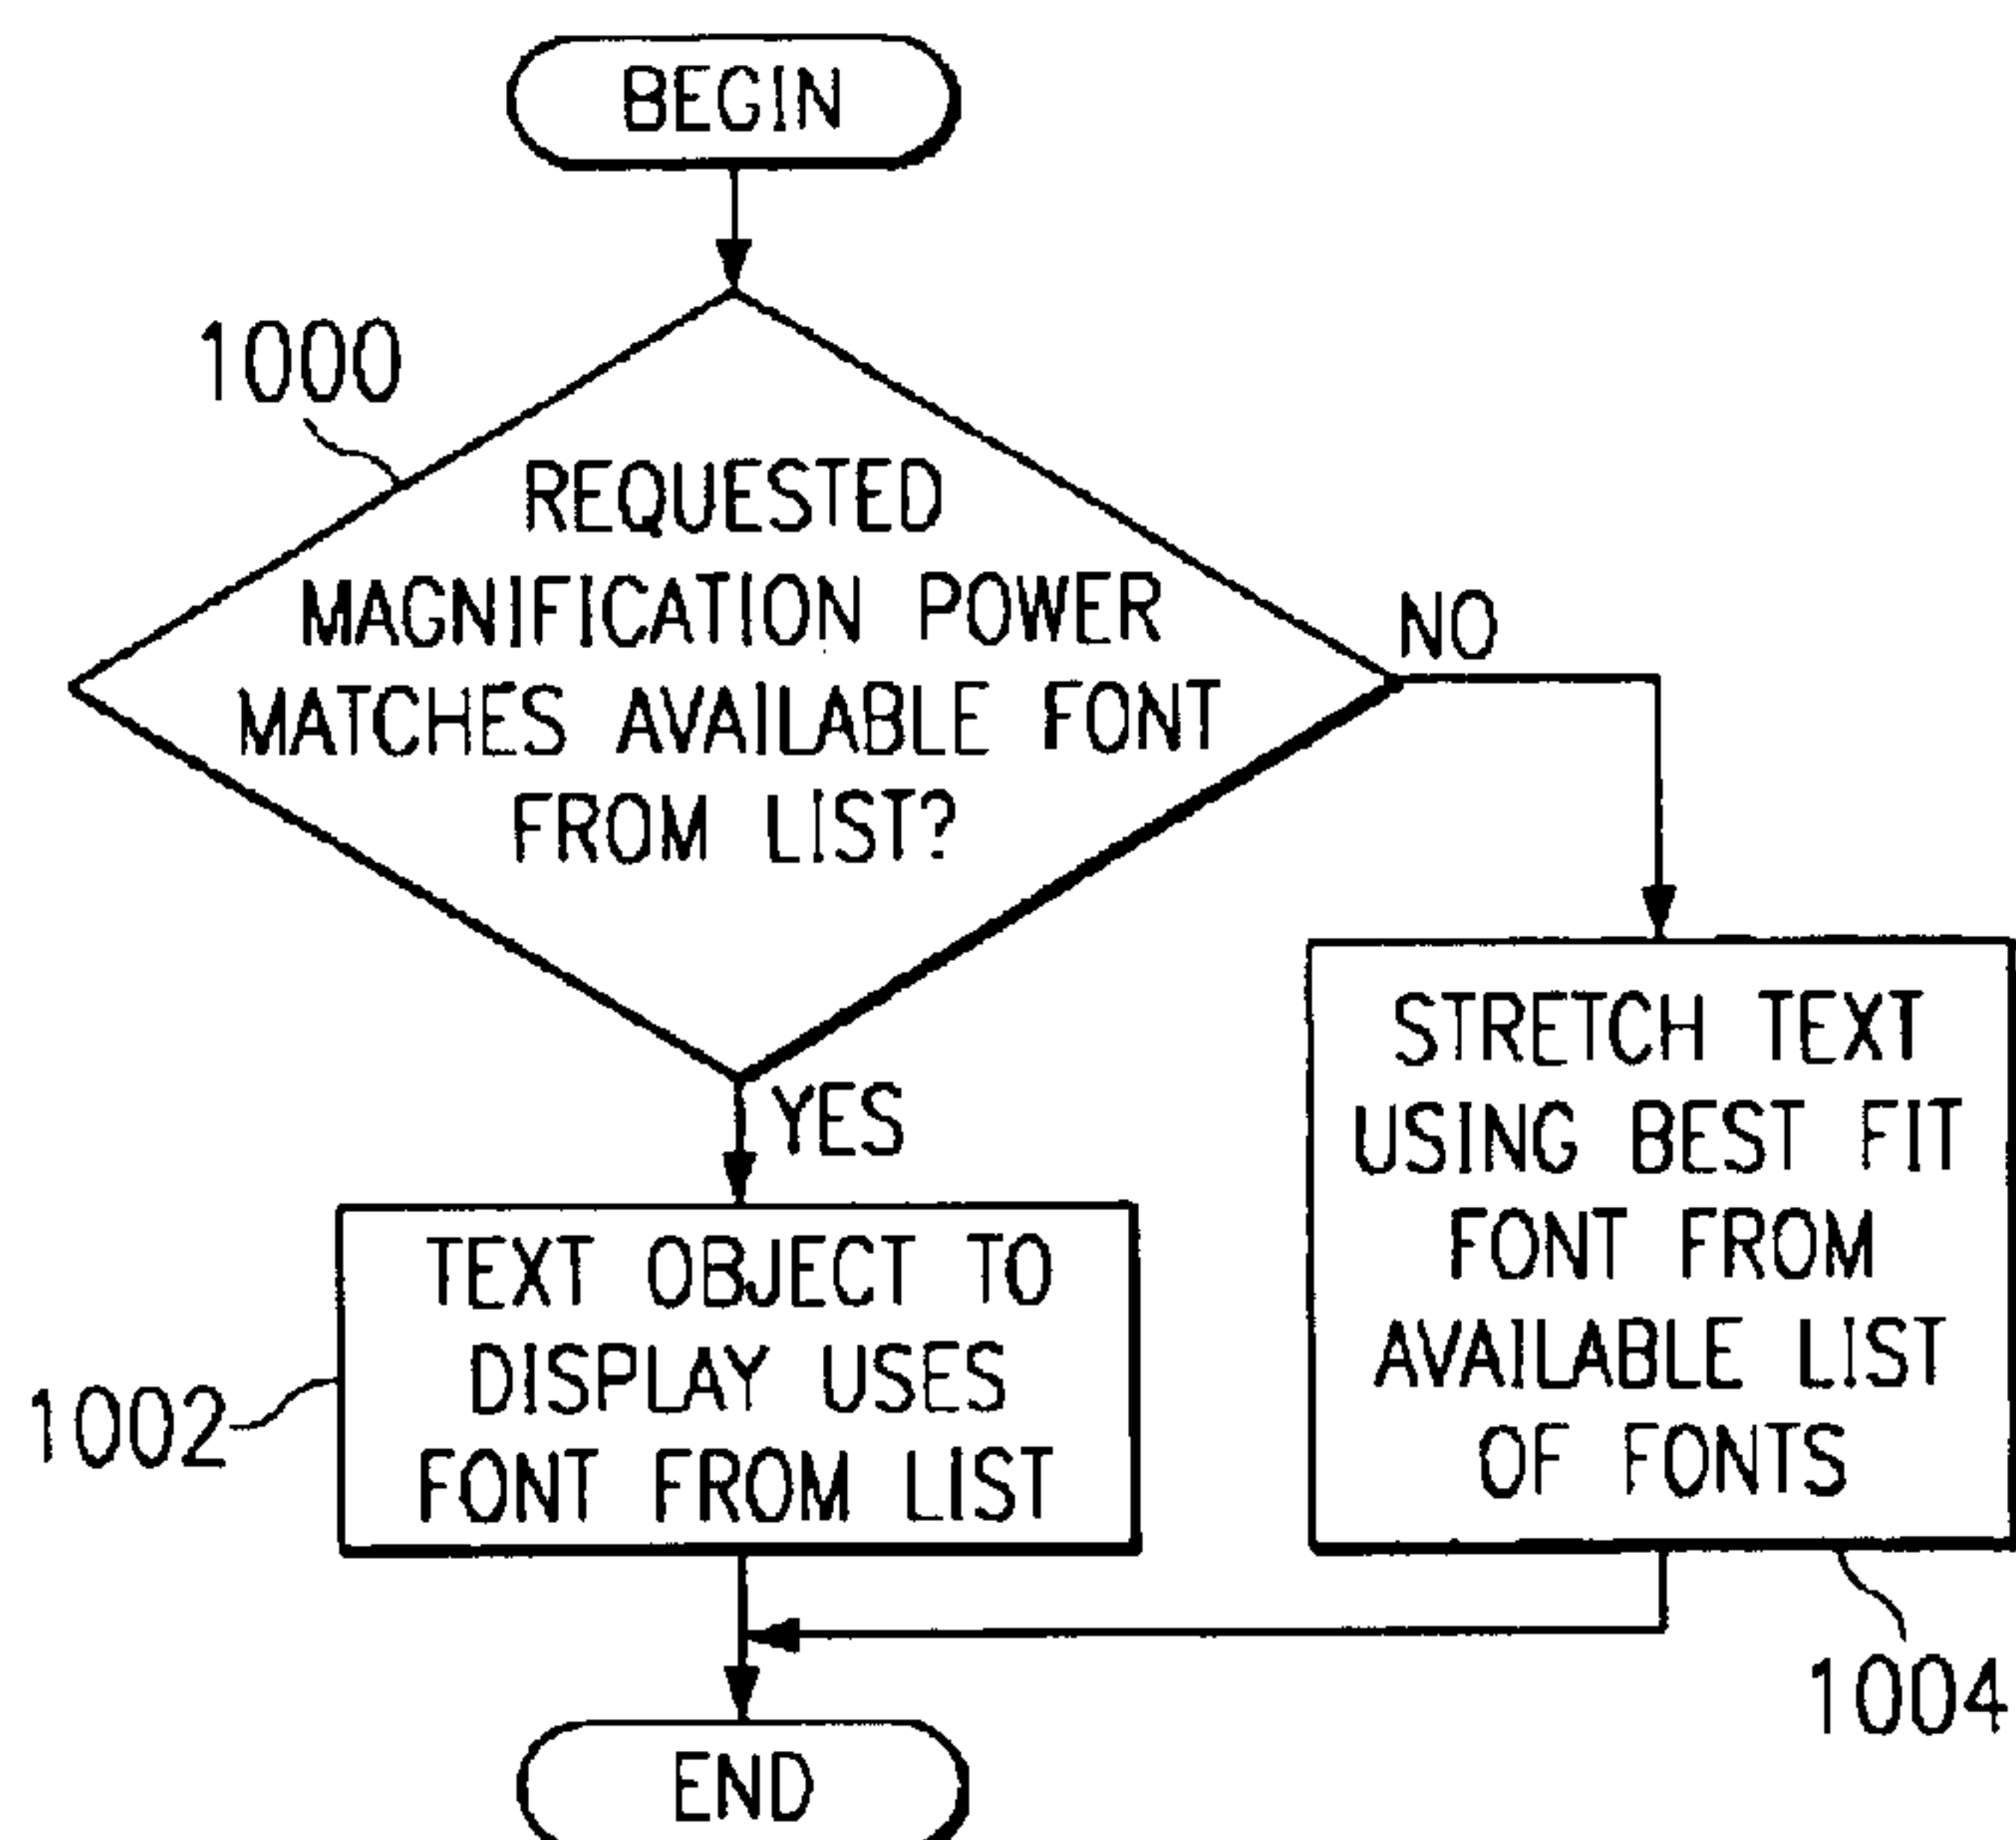 BEGIN
1000
REQUESTED
MAGNIFICATION POWER
MATCHES AVAILABLE FONT
FROM LIST?
NO
YES
STRETCH TEXT
USING BEST FIT
FONT FROM
AVAILABLE LIST
OF FONTS
1004
TEXT OBJECT TO
DISPLAY USES
FONT FROM LIST
1002
END